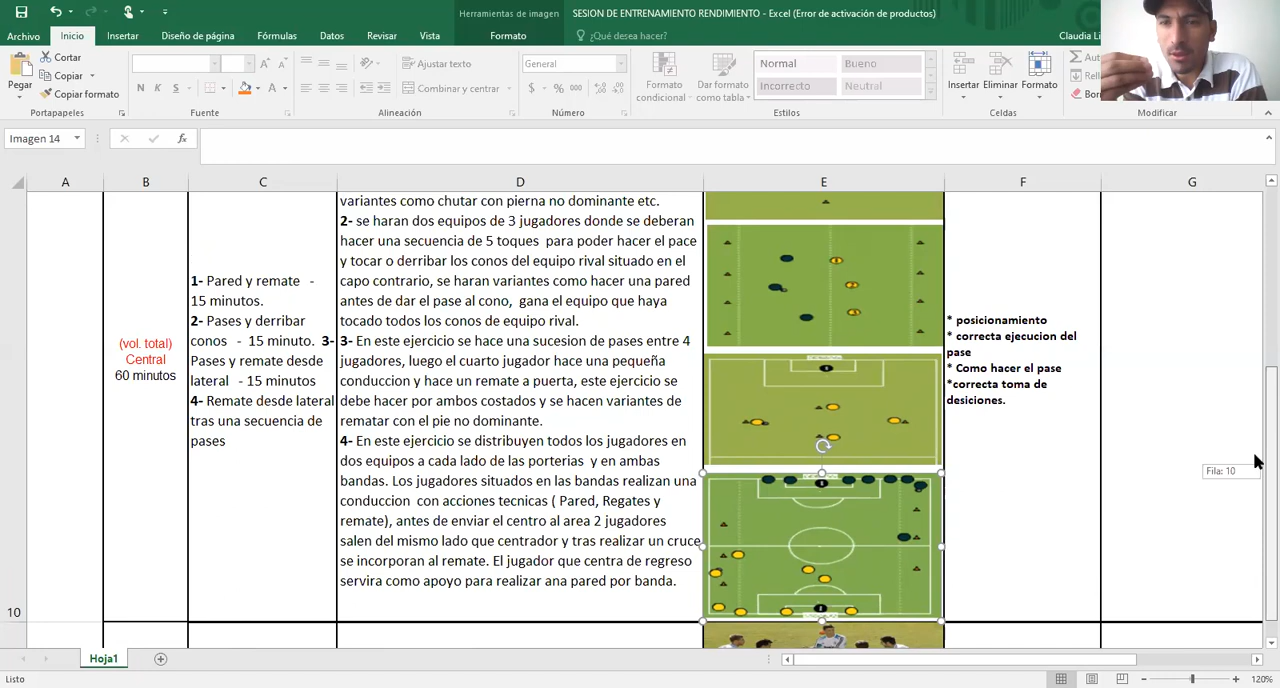 Herramientas de imagen
SESION DE ENTRENAMIENTO RENDIMIENTO - Excel (Error de activación de productos)
Archivo
Inicio
Insertar
Diseño de página
Fórmulas
Datos
Revisar
Vista
Formato
¿Qué desea hacer?
Claudia Li
Pegar
Cortar
Copiar
Copiar formato
Portapapeles
N K S
Fuente
Ajustar texto
Combinar y centrar
Alineación
General
$ % 000
Número
Formato condicional
Dar formato como tabla
Normal
Bueno
Incorrecto
Neutral
Estilos
Insertar
Eliminar
Formato
Celdas
Aut
Rell
Bor
Modificar
Imagen 14
fx
A B C D E F G
(vol. total)
Central
60 minutos
1- Pared y remate -
15 minutos.
2- Pases y derribar
conos - 15 minuto. 3-
Pases y remate desde
lateral - 15 minutos
4- Remate desde lateral
tras una secuencia de
pases
variantes como chutar con pierna no dominante etc.
2- se haran dos equipos de 3 jugadores donde se deberan
hacer una secuencia de 5 toques para poder hacer el pace
y tocar o derribar los conos del equipo rival situado en el
capo contrario, se haran variantes como hacer una pared
antes de dar el pase al cono, gana el equipo que haya
tocado todos los conos de equipo rival.
3- En este ejercicio se hace una sucesion de pases entre 4
jugadores, luego el cuarto jugador hace una pequeña
conduccion y hace un remate a puerta, este ejercicio se
debe hacer por ambos costados y se hacen variantes de
rematar con el pie no dominante.
4- En este ejercicio se distribuyen todos los jugadores en
dos equipos a cada lado de las porterias y en ambas
bandas. Los jugadores situados en las bandas realizan una
conduccion con acciones tecnicas ( Pared, Regates y
remate), antes de enviar el centro al area 2 jugadores
salen del mismo lado que centrador y tras realizar un cruce
se incorporan al remate. El jugador que centra de regreso
servira como apoyo para realizar ana pared por banda.
* posicionamiento
* correcta ejecucion del
pase
* Como hacer el pase
*correcta toma de
desiciones.
Fila: 10
10
Hoja1
Listo
120%